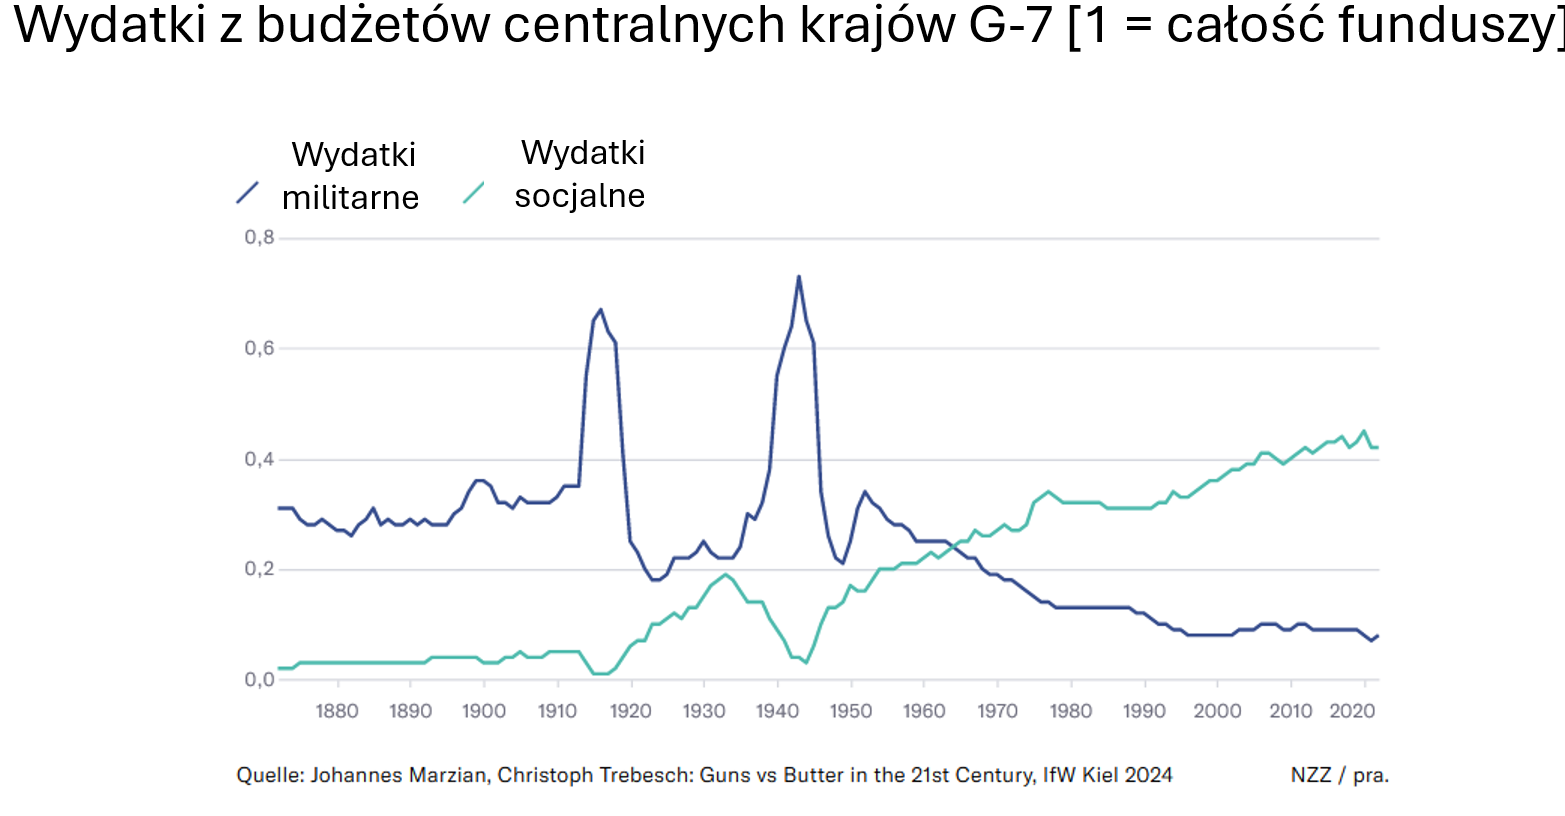 Wydatki z budżetów centralnych krajów G-7 [1 = całość funduszy]
Wydatki
militarne
Wydatki
socjalne
0,8
0,6
0,4
0,2
0,0
1880 1890 1900 1910 1920 1930 1940 1950 1960 1970 1980 1990 2000 2010 2020
Quelle: Johannes Marzian, Christoph Trebesch: Guns vs Butter in the 21st Century, IfW Kiel 2024 NZZ / pra.